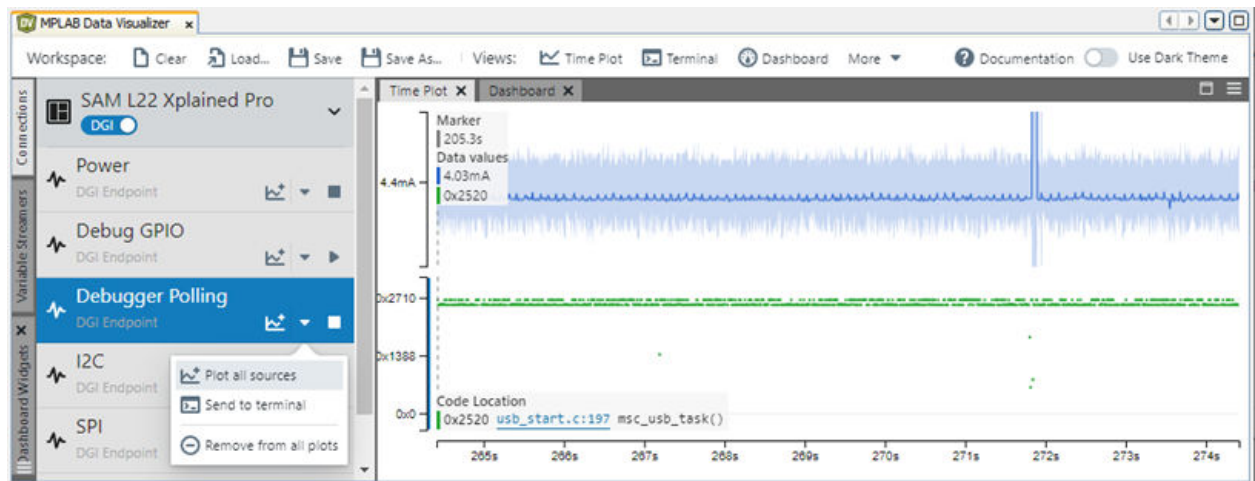 MPLAB Data Visualizer x
Workspace: Clear Load... Save Save As... Views: Time Plot Terminal Dashboard More Documentation Use Dark Theme
Connections
Variable Streamers
Dashboard Widgets
SAM L22 Xplained Pro
DGI
Power
DGI Endpoint
Debug GPIO
DGI Endpoint
Debugger Polling
DGI Endpoint
I2C
DGI Endpoint
SPI
DGI Endpoint
Plot all sources
Send to terminal
Remove from all plots
Time Plot X Dashboard X
Marker
205.3s
Data values
4.03mA
0x2520
4.4mA
0x2710
0x1388
0x0
Code Location
0x2520 usb_start.c:197 msc_usb_task()
265s 266s 267s 268s 269s 270s 271s 272s 273s 274s